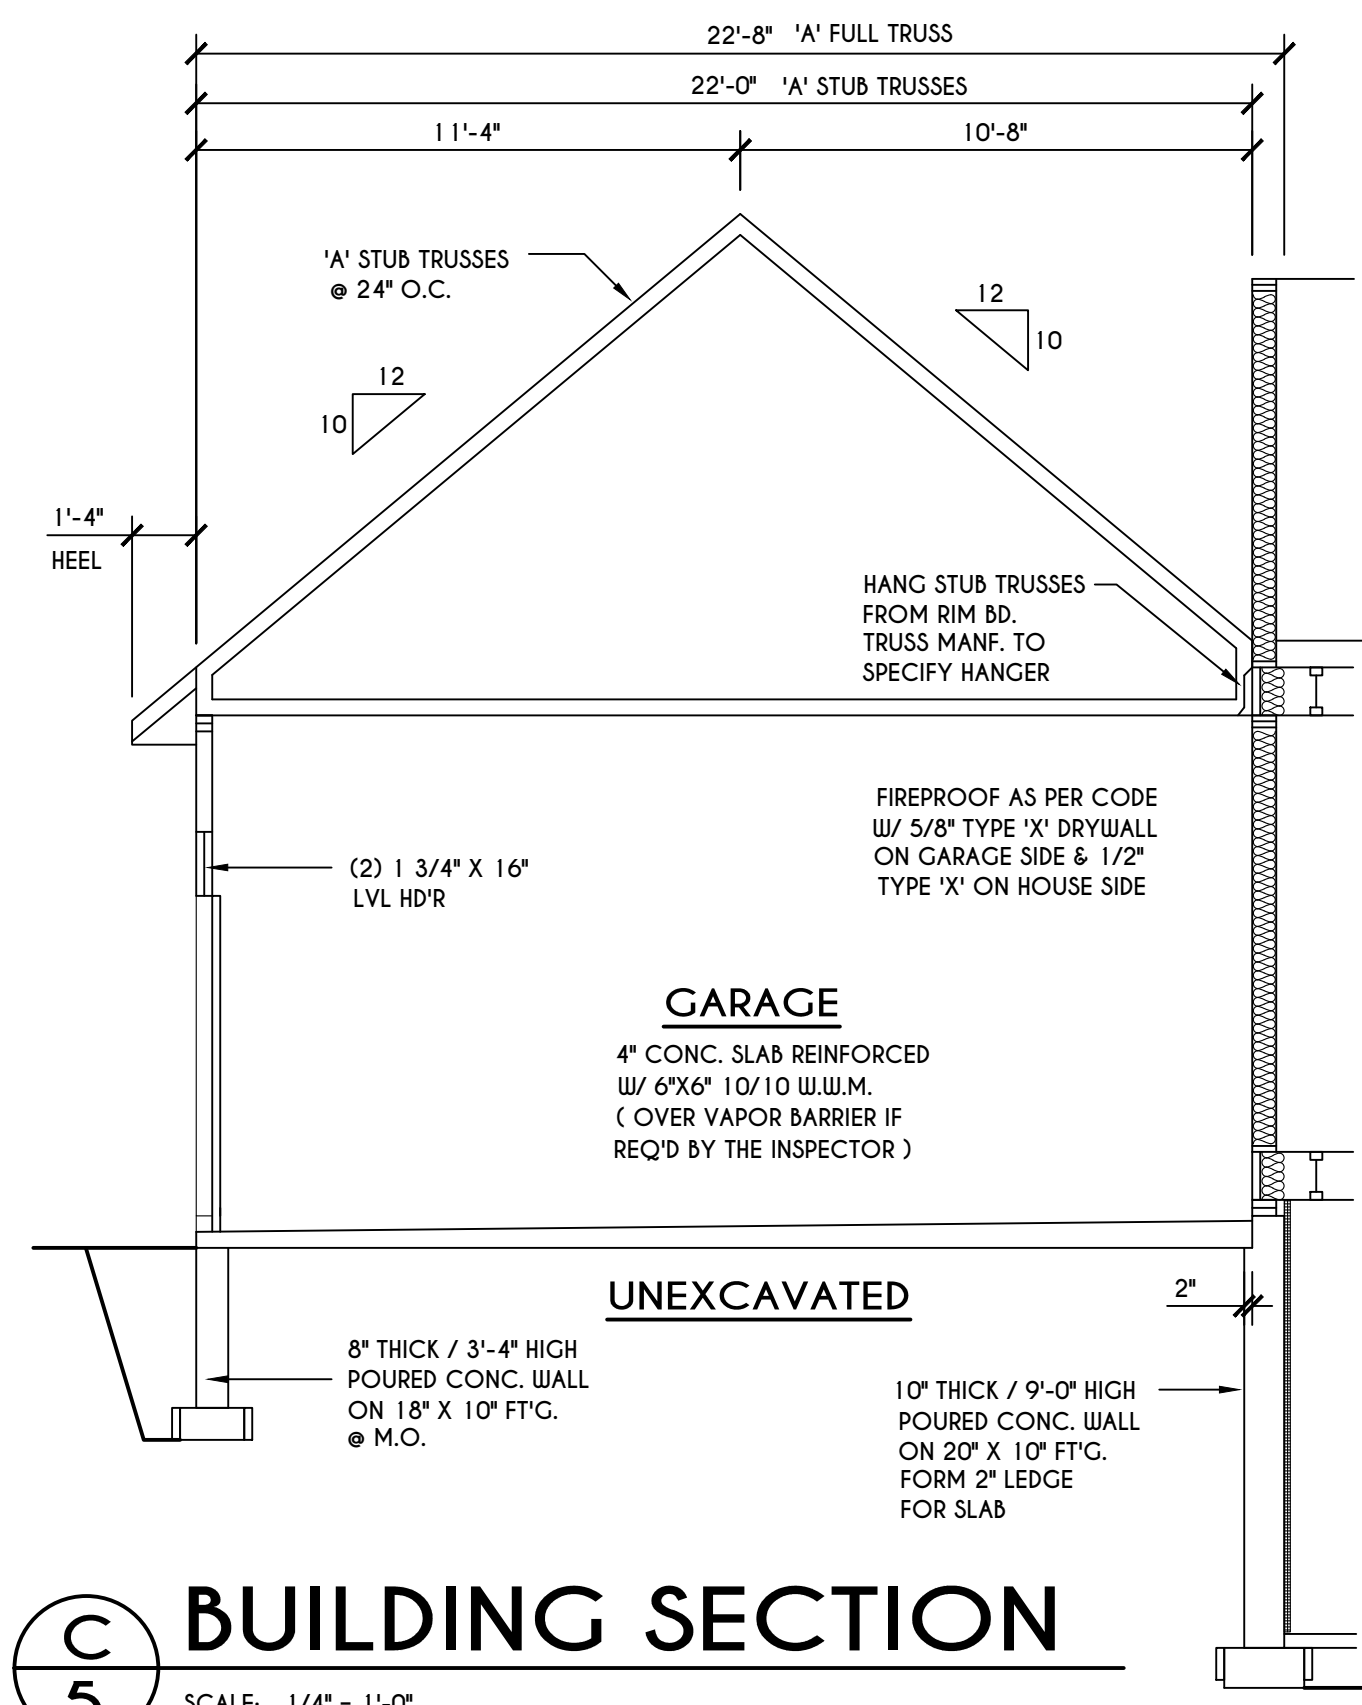 22'-8" 'A' FULL TRUSS
22'-0" 'A' STUB TRUSSES
11'-4"
10'-8"
'A' STUB TRUSSES
@ 24" O.C.
12
10
12
10
1'-4"
HEEL
HANG STUB TRUSSES
FROM RIM BD.
TRUSS MANF. TO
SPECIFY HANGER
FIREPROOF AS PER CODE
W/ 5/8" TYPE 'X' DRYWALL
ON GARAGE SIDE & 1/2"
TYPE 'X' ON HOUSE SIDE
(2) 1 3/4" X 16"
LVL HD'R
GARAGE
4" CONC. SLAB REINFORCED
W/ 6"X6" 10/10 W.W.M.
( OVER VAPOR BARRIER IF
REQ'D BY THE INSPECTOR )
UNEXCAVATED
2"
8" THICK / 3'-4" HIGH
POURED CONC. WALL
ON 18" X 10" FT'G.
@ M.O.
10" THICK / 9'-0" HIGH
POURED CONC. WALL
ON 20" X 10" FT'G.
FORM 2" LEDGE
FOR SLAB
C
5
BUILDING SECTION
SCALE: 1/4" = 1'-0"